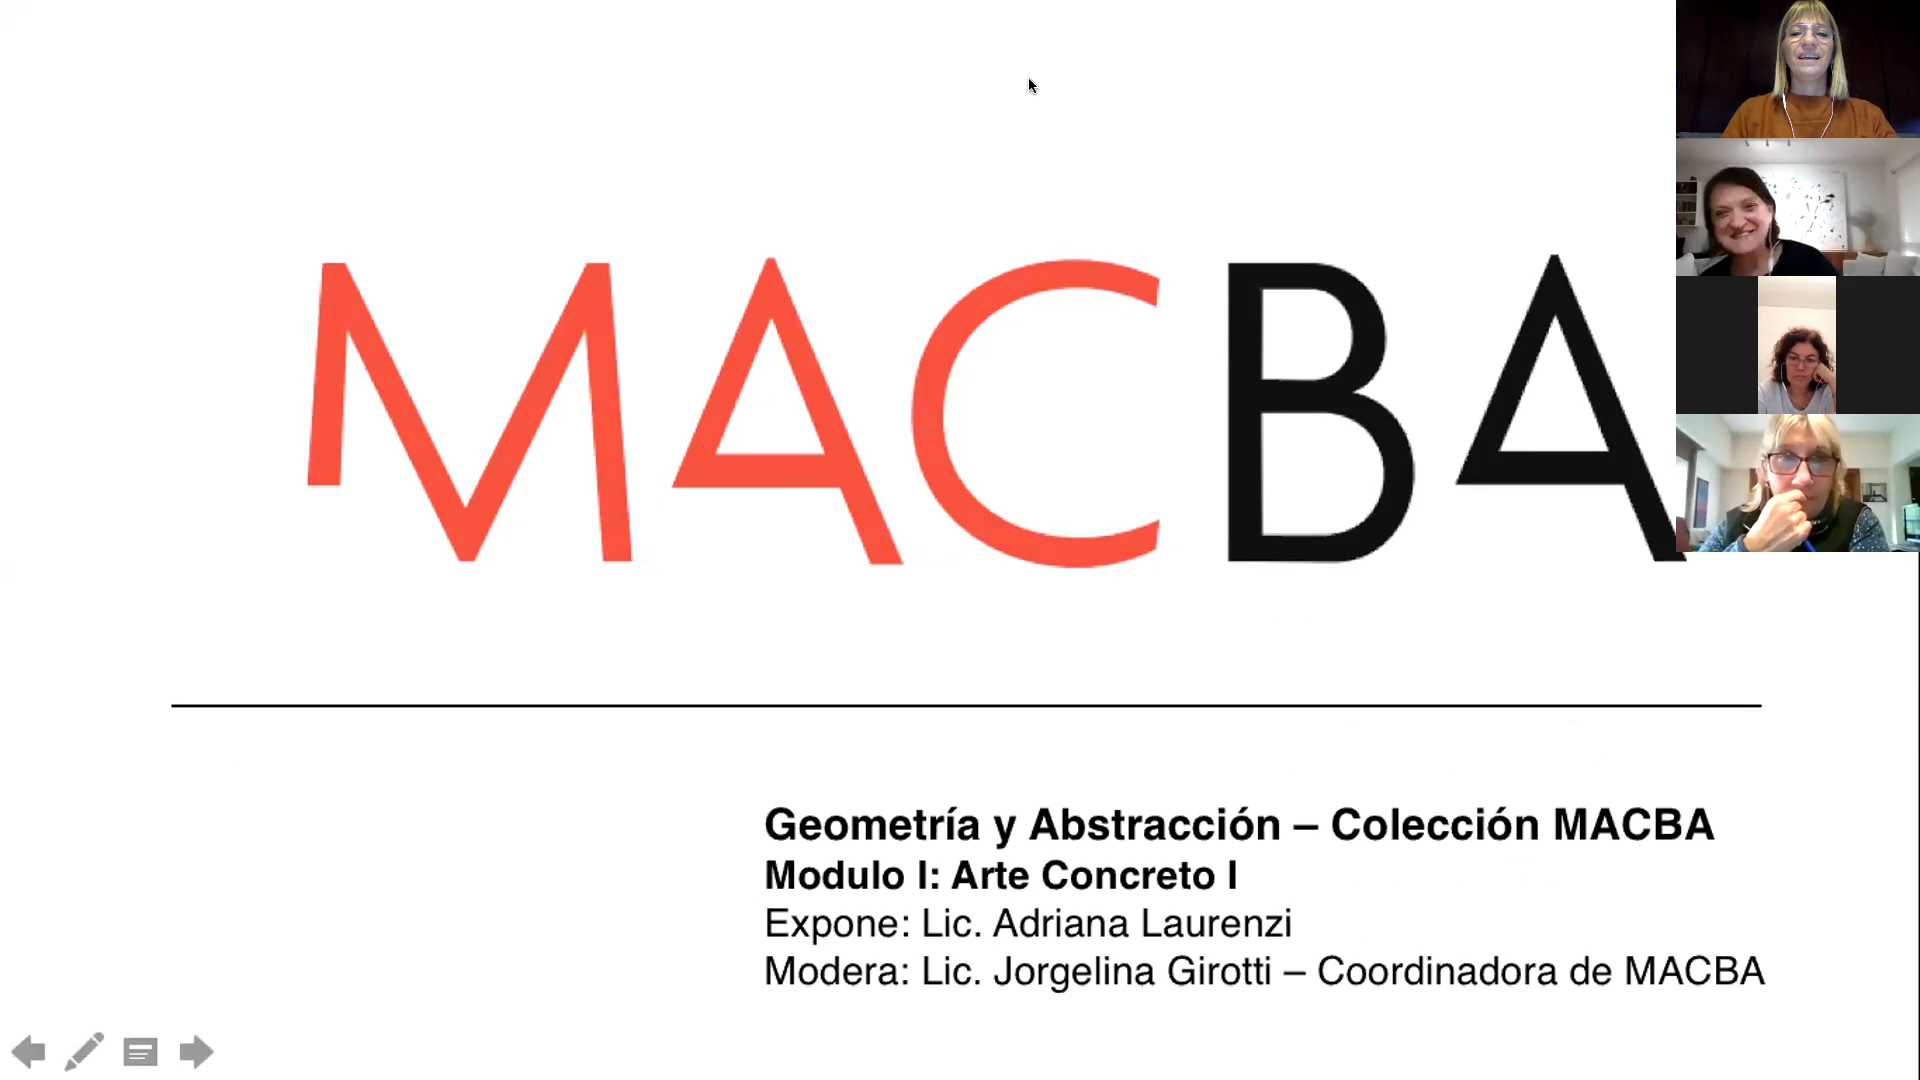 MACBA
Geometría y Abstracción – Colección MACBA
Modulo I: Arte Concreto I
Expone: Lic. Adriana Laurenzi
Modera: Lic. Jorgelina Girotti – Coordinadora de MACBA